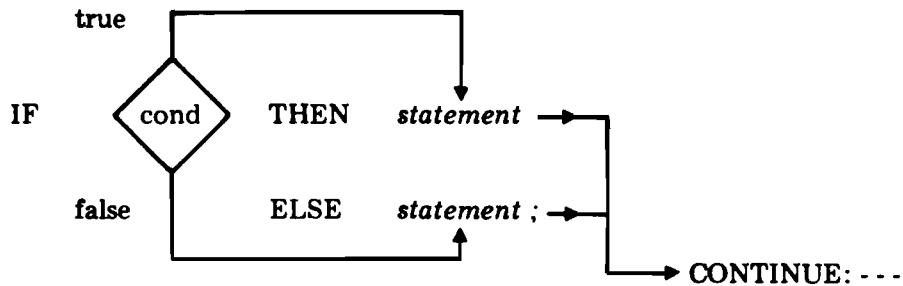 true
IF cond THEN statement
false ELSE statement ;
CONTINUE: - - -